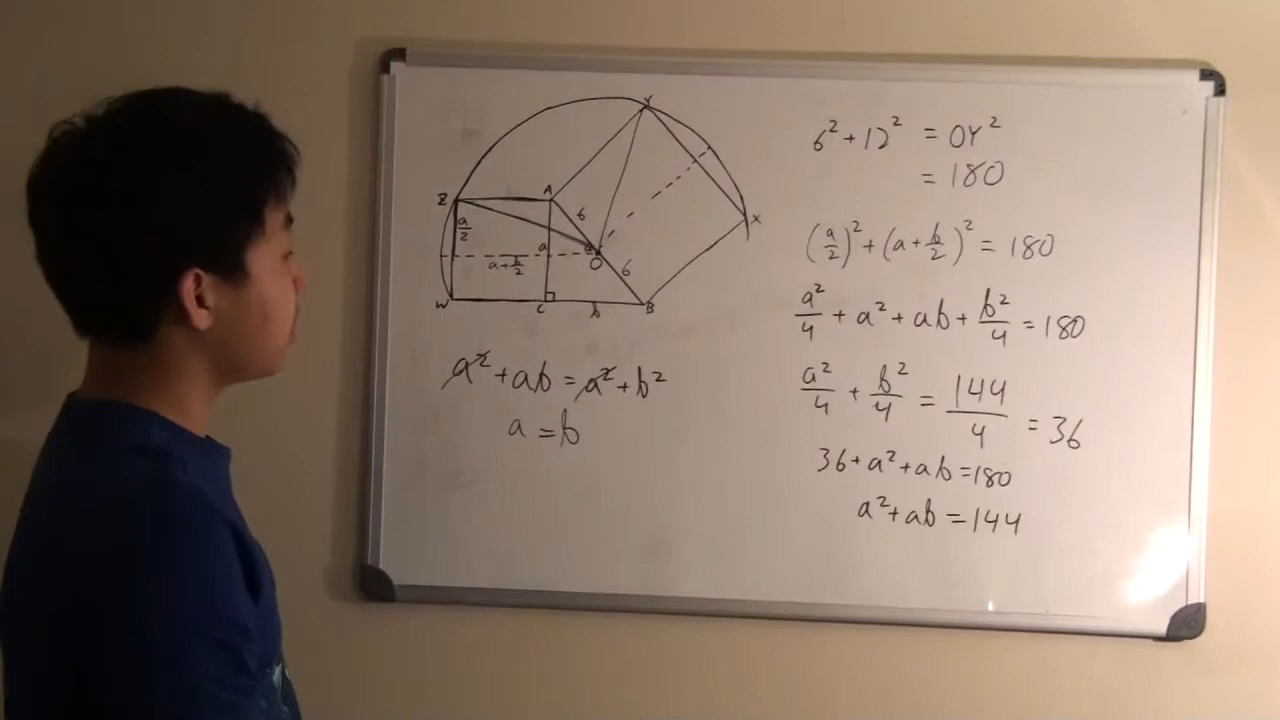 Y
Z
A
X
6
a/2
a
a+b/2
O
6
W
C
b
B
a²+ab=a²+b²
a=b
6²+12² = OY²
= 180
(a/2)²+(a+b/2)² = 180
a²/4 + a²+ab+b²/4 = 180
a²/4 + b²/4 = 144/4 = 36
36+a²+ab=180
a²+ab=144